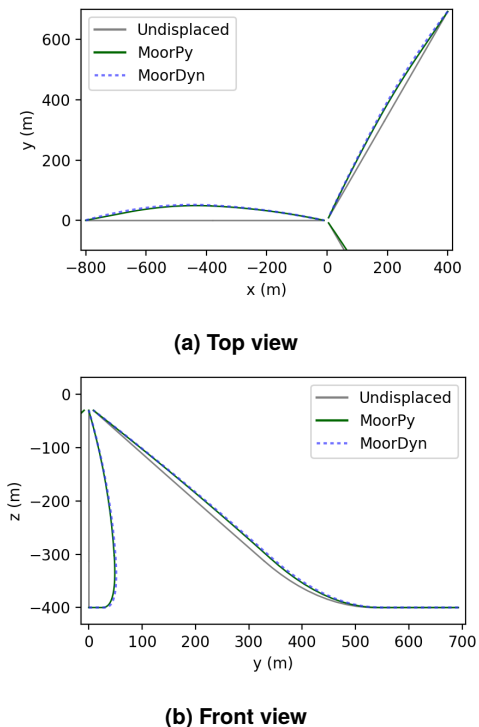 600
400
200
0
y (m)
Undisplaced
MoorPy
MoorDyn
−800 −600 −400 −200 0 200 400
x (m)
(a) Top view
0
−100
−200
−300
−400
z (m)
Undisplaced
MoorPy
MoorDyn
0 100 200 300 400 500 600 700
y (m)
(b) Front view